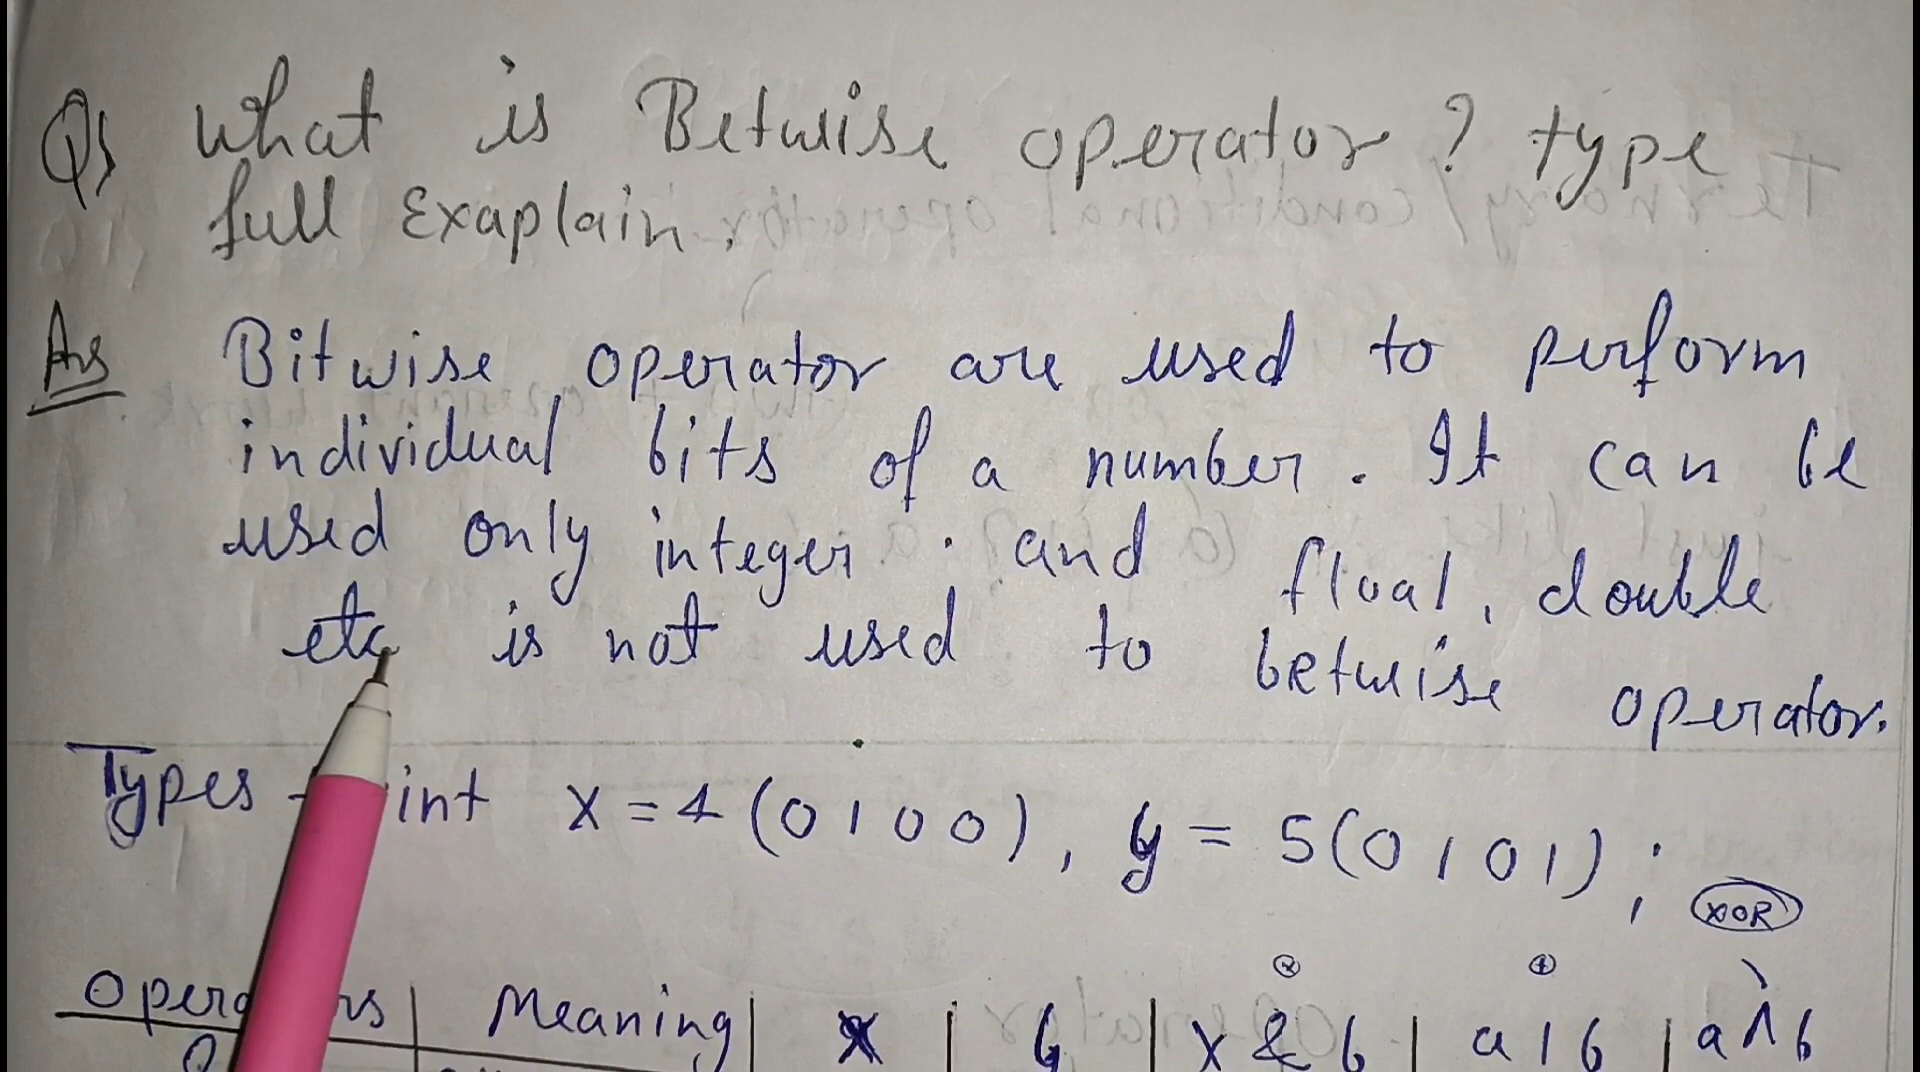 Qs What is Betwise operator? type
full Exaplain.
Ans Bitwise operator are used to perform
individual bits of a number. It can be
used only integer. and float, double
etc is not used to betwise operator.
Types - int x = 4 (0100), y = 5(0101);
XOR
Operators | Meaning | x | b | x & b | a | b | a ^ b